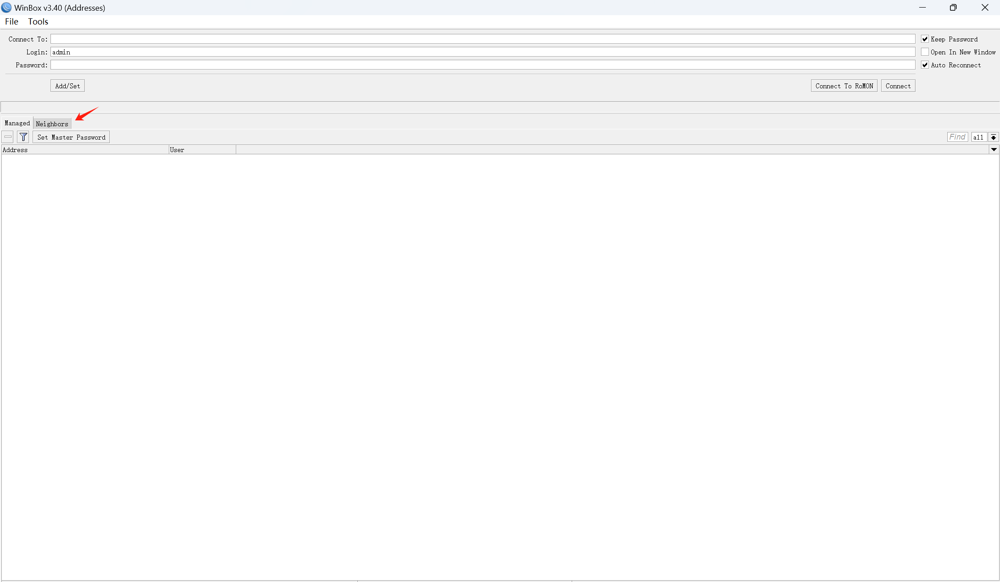 WinBox v3.40 (Addresses)
File Tools
Connect To:
Keep Password
Login: admin
Open In New Window
Password:
Auto Reconnect
Add/Set
Connect To RoMON Connect
Managed Neighbors
Set Master Password
Find all
Address User